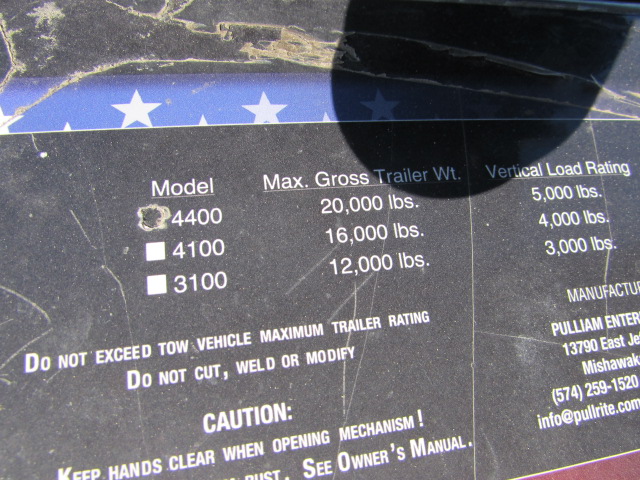 Model Max. Gross Trailer Wt. Vertical Load Rating
4400 20,000 lbs. 5,000 lbs.
4100 16,000 lbs. 4,000 lbs.
3100 12,000 lbs. 3,000 lbs.
DO NOT EXCEED TOW VEHICLE MAXIMUM TRAILER RATING
DO NOT CUT, WELD OR MODIFY
CAUTION:
KEEP HANDS CLEAR WHEN OPENING MECHANISM!
RUST. SEE OWNER'S MANUAL.
MANUFACTUR
PULLIAM ENTER
13790 East Je
Mishawak
(574) 259-1520
info@pullrite.com